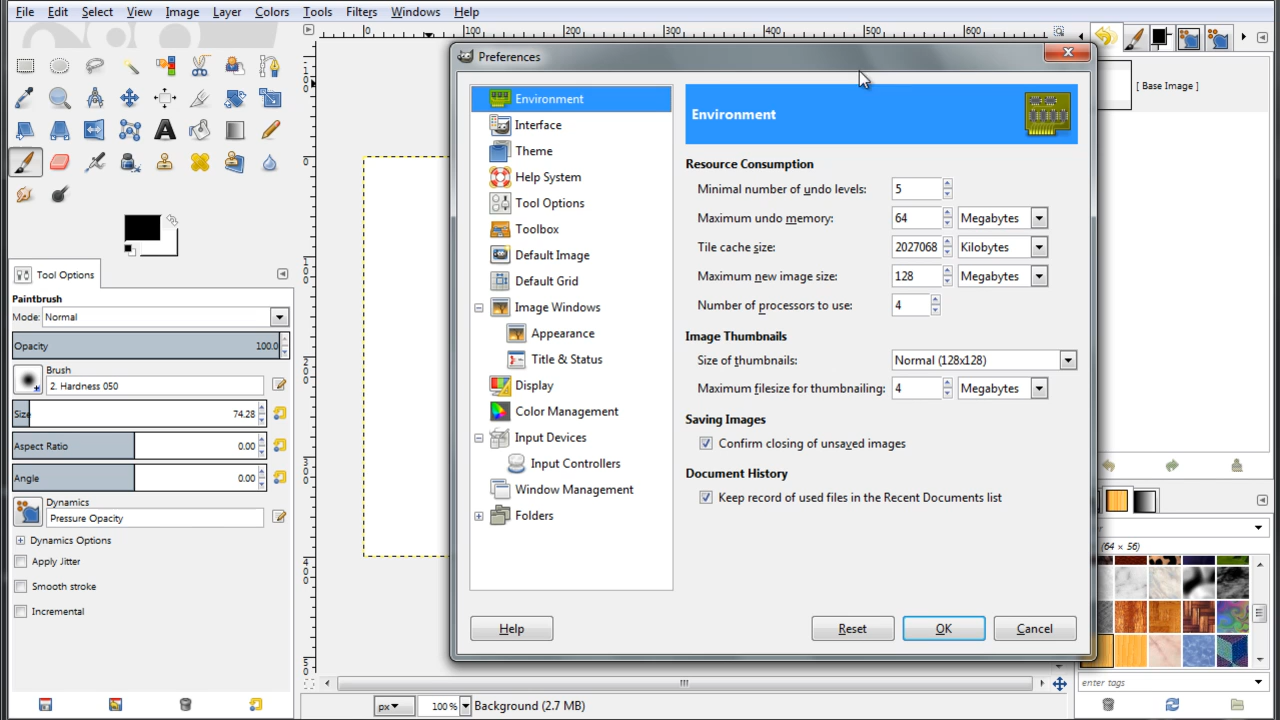 File Edit Select View Image Layer Colors Tools Filters Windows Help
0 100 200 300 400 500 600
Preferences
[ Base Image ]
Environment
Interface
Theme
Help System
Tool Options
Toolbox
Default Image
Default Grid
Image Windows
Appearance
Title & Status
Display
Color Management
Input Devices
Input Controllers
Window Management
Folders
Environment
Resource Consumption
Minimal number of undo levels: 5
Maximum undo memory: 64 Megabytes
Tile cache size: 2027068 Kilobytes
Maximum new image size: 128 Megabytes
Number of processors to use: 4
Image Thumbnails
Size of thumbnails: Normal (128x128)
Maximum filesize for thumbnailing: 4 Megabytes
Saving Images
Confirm closing of unsaved images
Document History
Keep record of used files in the Recent Documents list
Help Reset OK Cancel
Tool Options
Paintbrush
Mode: Normal
Opacity 100.0
Brush
2. Hardness 050
Size 74.28
Aspect Ratio 0.00
Angle 0.00
Dynamics
Pressure Opacity
Dynamics Options
Apply Jitter
Smooth stroke
Incremental
(64 × 56)
enter tags
px 100 % Background (2.7 MB)